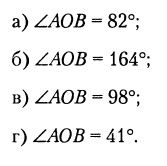 а) ∠AOB = 82°;
б) ∠AOB = 164°;
в) ∠AOB = 98°;
г) ∠AOB = 41°.